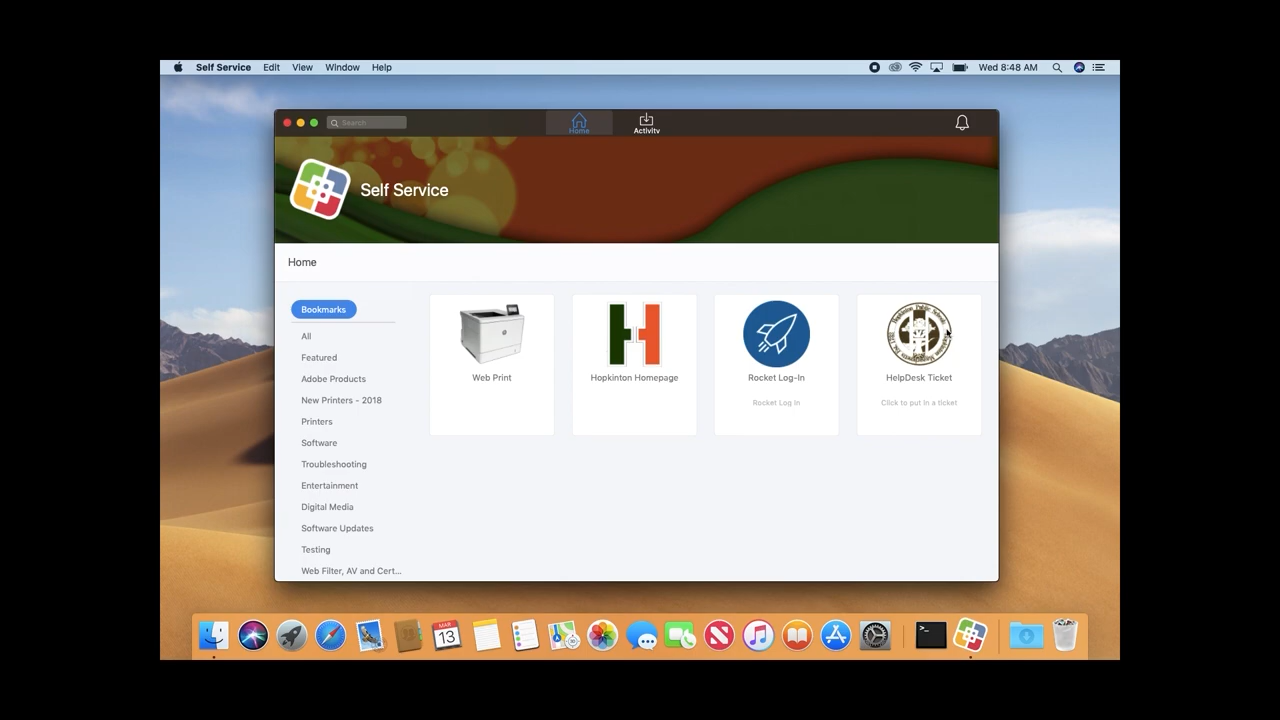 Self Service Edit View Window Help
Wed 8:48 AM
Search
Home
Activity
Self Service
Home
Bookmarks
All
Featured
Adobe Products
New Printers - 2018
Printers
Software
Troubleshooting
Entertainment
Digital Media
Software Updates
Testing
Web Filter, AV and Cert...
Web Print
Hopkinton Homepage
Rocket Log-In
Rocket Log In
HelpDesk Ticket
Click to put in a ticket
MAR
13